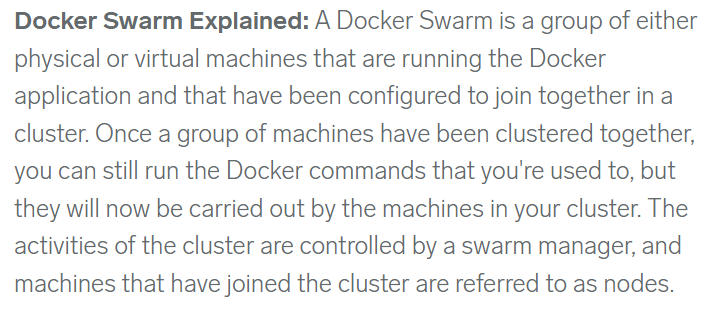 Docker Swarm Explained: A Docker Swarm is a group of either
physical or virtual machines that are running the Docker
application and that have been configured to join together in a
cluster. Once a group of machines have been clustered together,
you can still run the Docker commands that you're used to, but
they will now be carried out by the machines in your cluster. The
activities of the cluster are controlled by a swarm manager, and
machines that have joined the cluster are referred to as nodes.